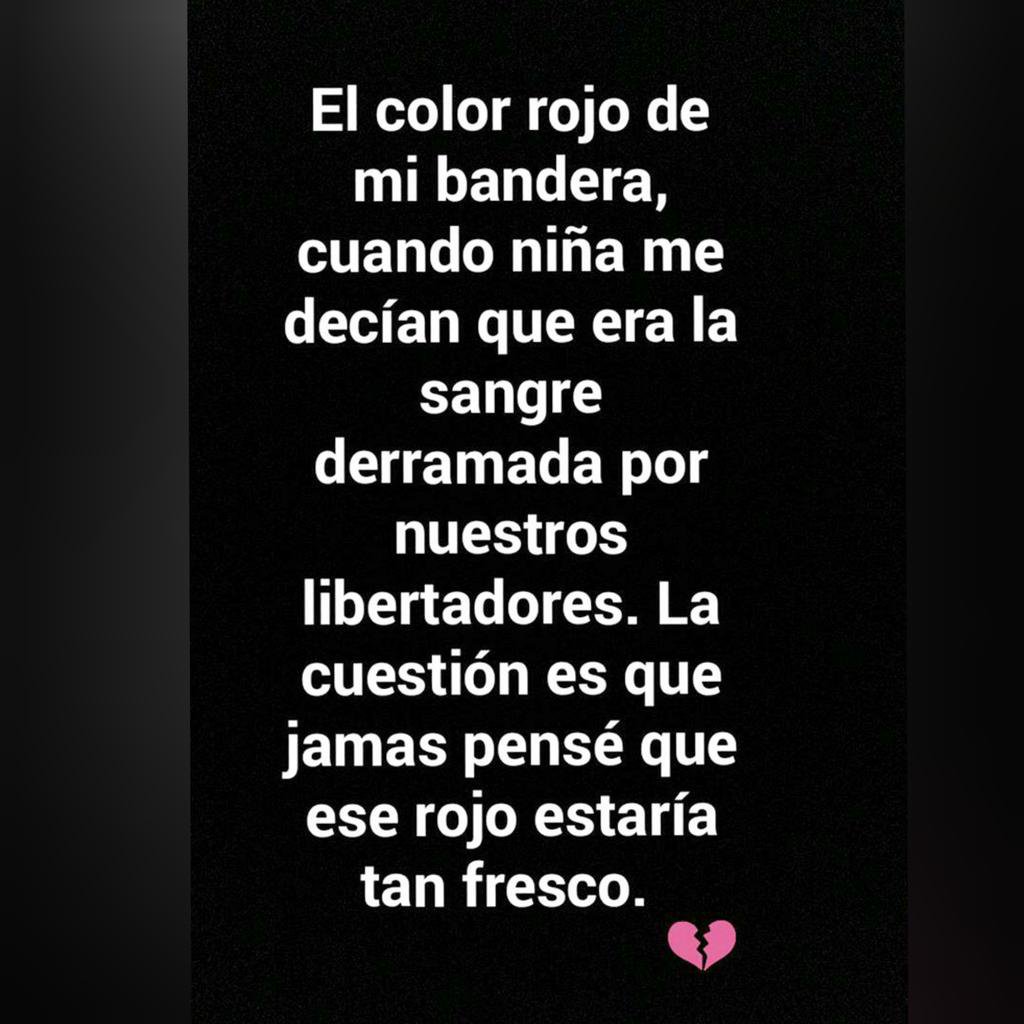 El color rojo de
mi bandera,
cuando niña me
decían que era la
sangre
derramada por
nuestros
libertadores. La
cuestión es que
jamas pensé que
ese rojo estaría
tan fresco.